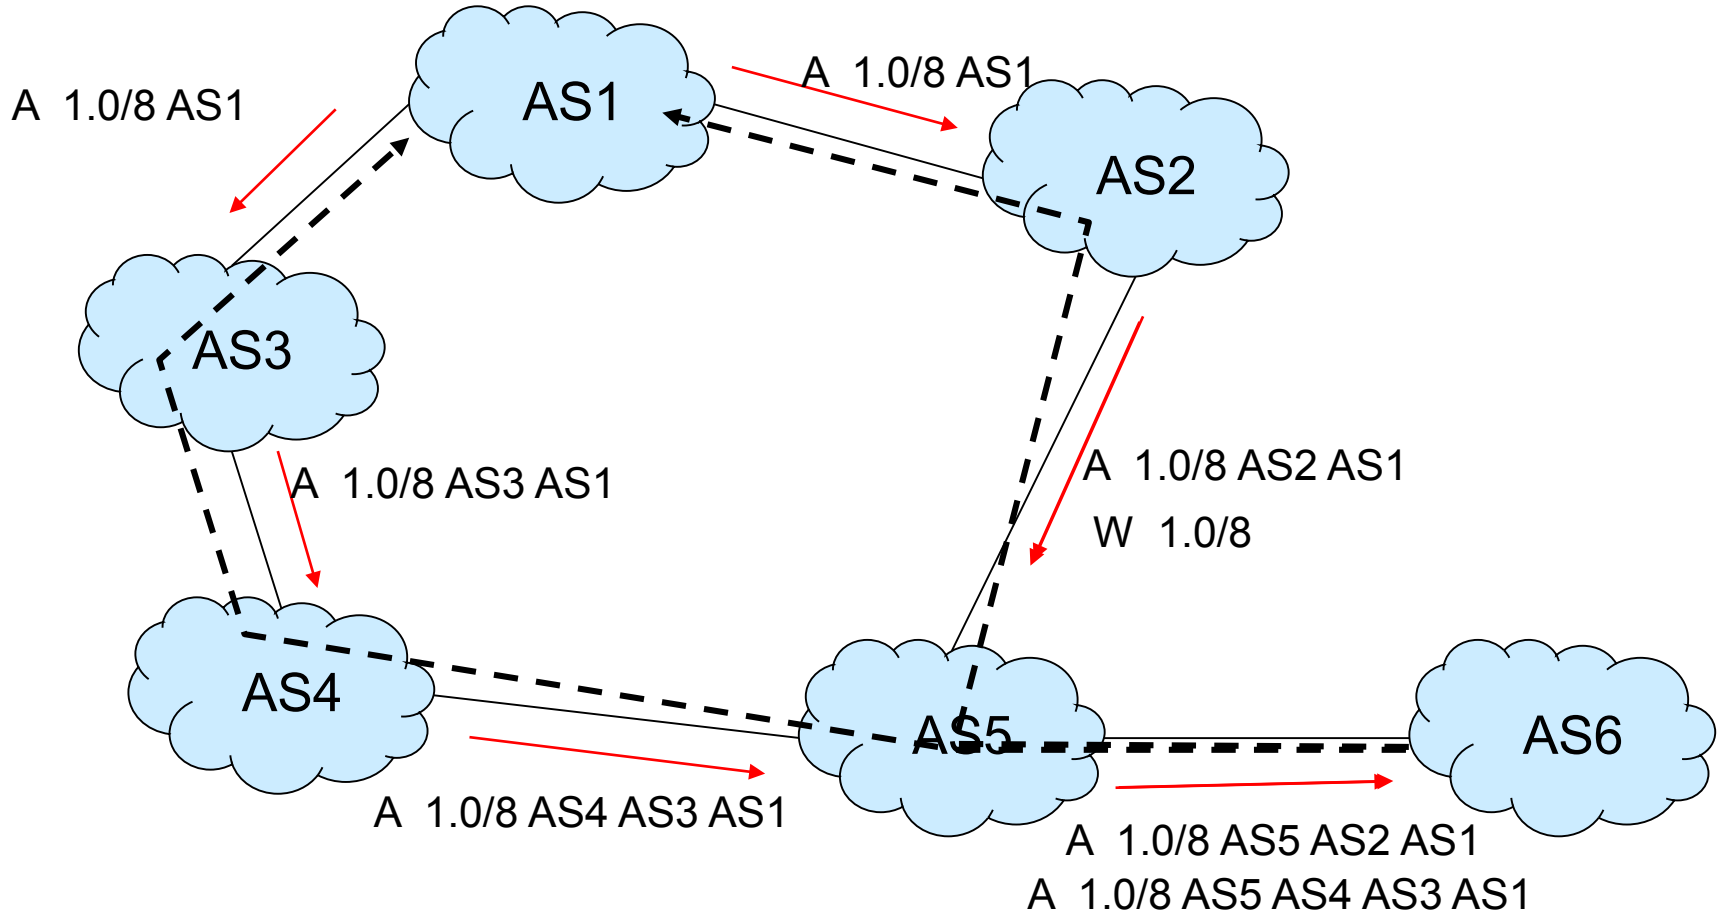 A 1.0/8 AS1
AS1
A 1.0/8 AS1
AS2
AS3
A 1.0/8 AS3 AS1
A 1.0/8 AS2 AS1
W 1.0/8
AS4
AS5
AS6
A 1.0/8 AS4 AS3 AS1
A 1.0/8 AS5 AS2 AS1
A 1.0/8 AS5 AS4 AS3 AS1